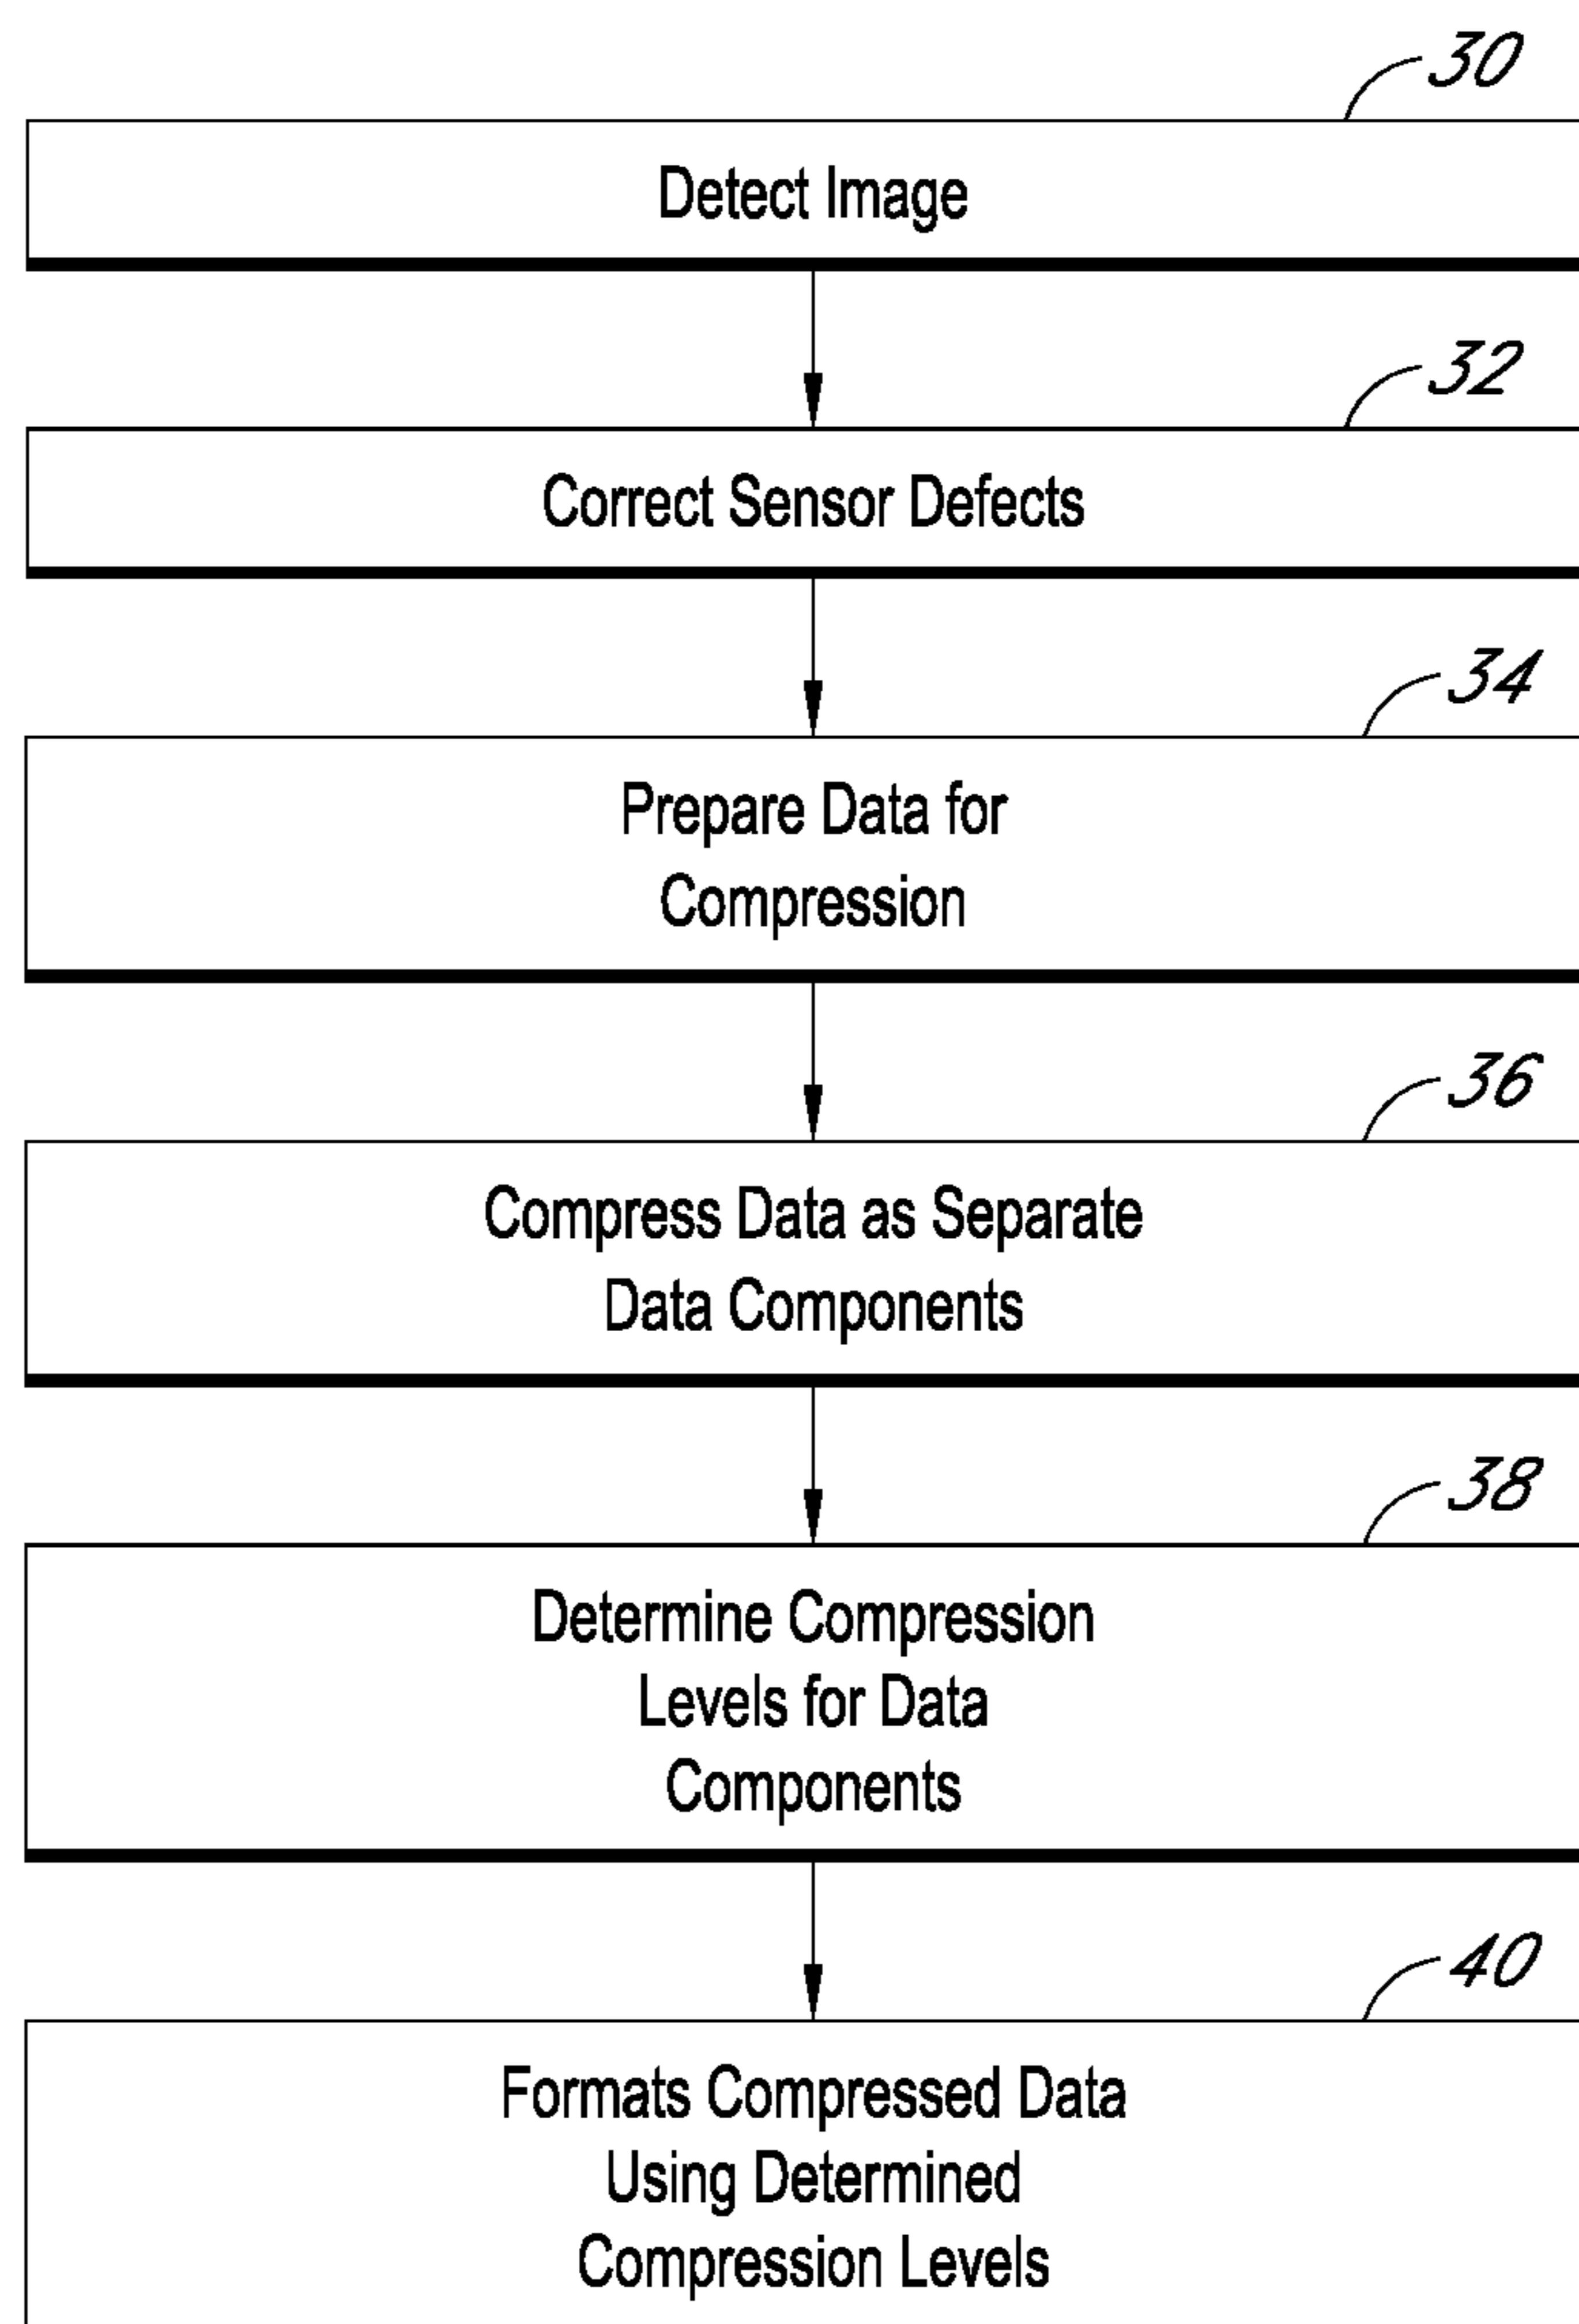 30
Detect Image
32
Correct Sensor Defects
34
Prepare Data for
Compression
36
Compress Data as Separate
Data Components
38
Determine Compression
Levels for Data
Components
40
Formats Compressed Data
Using Determined
Compression Levels